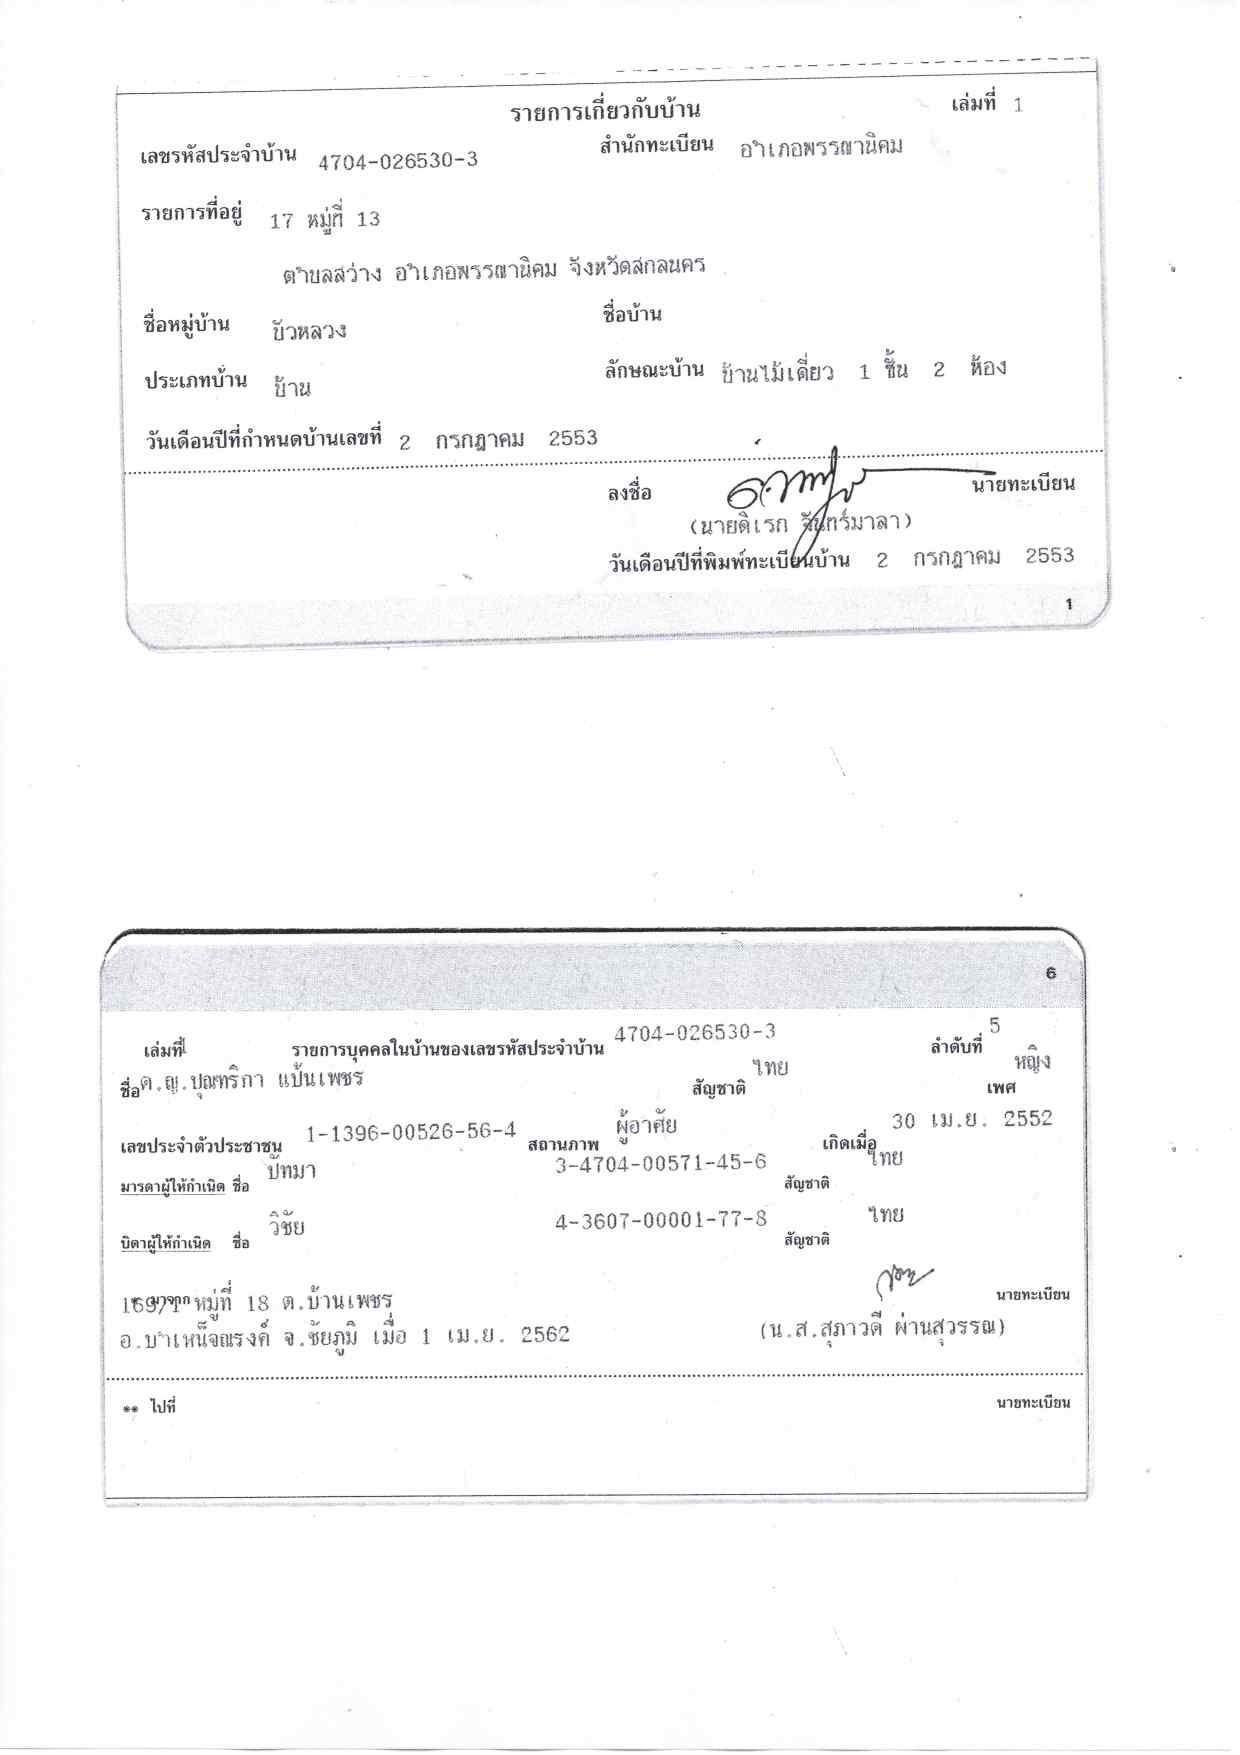 รายการเกี่ยวกับบ้าน เล่มที่ 1
เลขรหัสประจำบ้าน 4704-026530-3 สำนักทะเบียน อำเภอพรรณานิคม
รายการที่อยู่ 17 หมู่ที่ 13
ตำบลสว่าง อำเภอพรรณานิคม จังหวัดสกลนคร
ชื่อหมู่บ้าน บัวหลวง ชื่อบ้าน
ประเภทบ้าน บ้าน ลักษณะบ้าน บ้านไม้เดี่ยว 1 ชั้น 2 ห้อง
วันเดือนปีที่กำหนดบ้านเลขที่ 2 กรกฎาคม 2553
ลงชื่อ นายทะเบียน
(นายดิเรก จันทร์มาลา)
วันเดือนปีที่พิมพ์ทะเบียนบ้าน 2 กรกฎาคม 2553
1
6
เล่มที่ 1 รายการบุคคลในบ้านของเลขรหัสประจำบ้าน 4704-026530-3 ลำดับที่ 5
ชื่อ ด.ญ.ปุณฑริกา แป้นเพชร สัญชาติ ไทย เพศ หญิง
เลขประจำตัวประชาชน 1-1396-00526-56-4 สถานภาพ ผู้อาศัย เกิดเมื่อ 30 เม.ย. 2552
มารดาผู้ให้กำเนิด ชื่อ ปัทมา 3-4704-00571-45-6 สัญชาติ ไทย
บิดาผู้ให้กำเนิด ชื่อ วิชัย 4-3607-00001-77-8 สัญชาติ ไทย
* มาจาก 169/1 หมู่ที่ 18 ต.บ้านเพชร นายทะเบียน
อ.บำเหน็จณรงค์ จ.ชัยภูมิ เมื่อ 1 เม.ย. 2562 (น.ส.สุภาวดี ผ่านสุวรรณ)
** ไปที่ นายทะเบียน